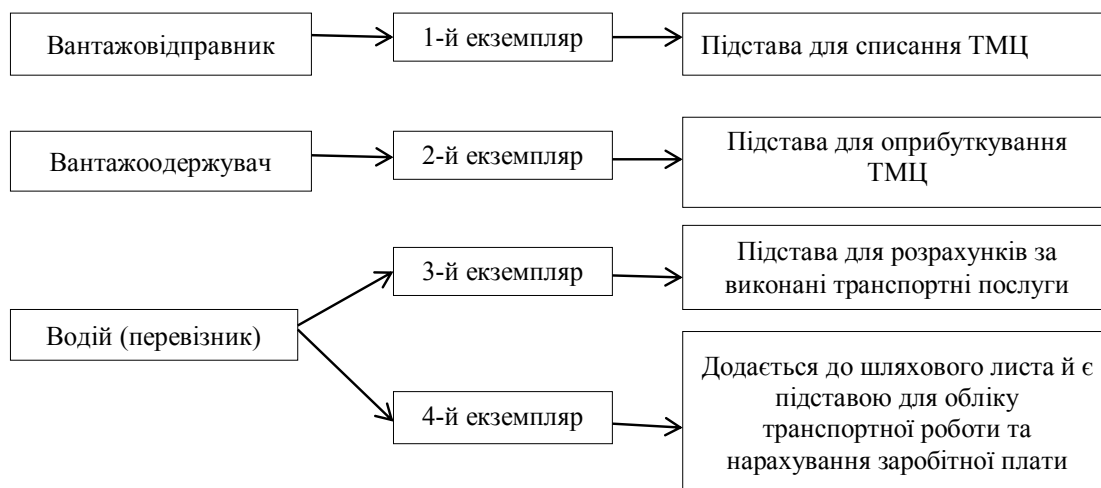 Вантажовідправник
1-й екземпляр
Підстава для списання ТМЦ
Вантажоодержувач
2-й екземпляр
Підстава для оприбуткування
ТМЦ
Водій (перевізник)
3-й екземпляр
Підстава для розрахунків за
виконані транспортні послуги
4-й екземпляр
Додається до шляхового листа й є
підставою для обліку
транспортної роботи та
нарахування заробітної плати